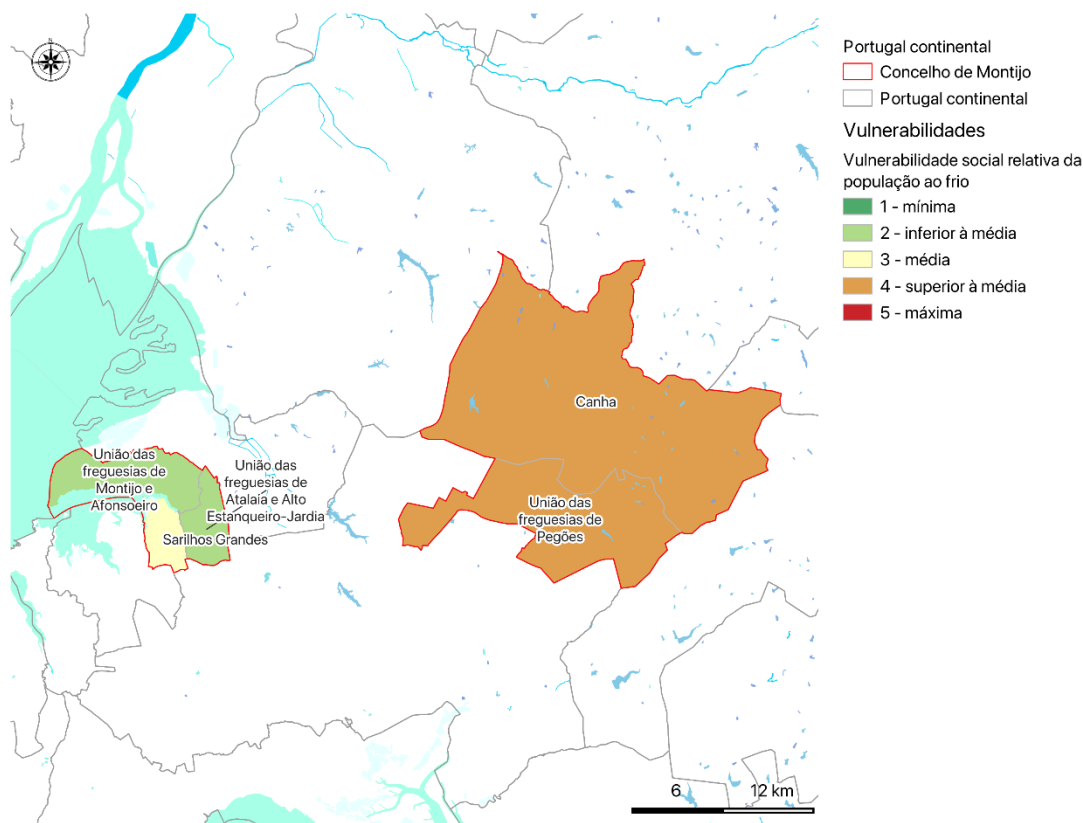 N
Portugal continental
Concelho de Montijo
Portugal continental
Vulnerabilidades
Vulnerabilidade social relativa da
população ao frio
1 - mínima
2 - inferior à média
3 - média
4 - superior à média
5 - máxima
Canha
União das
freguesias de
Montijo e
Afonsoeiro
União das
freguesias de
Atalaia e Alto
Estanqueiro-Jardia
Sarilhos Grandes
União das
freguesias de
Pegões
6 12 km